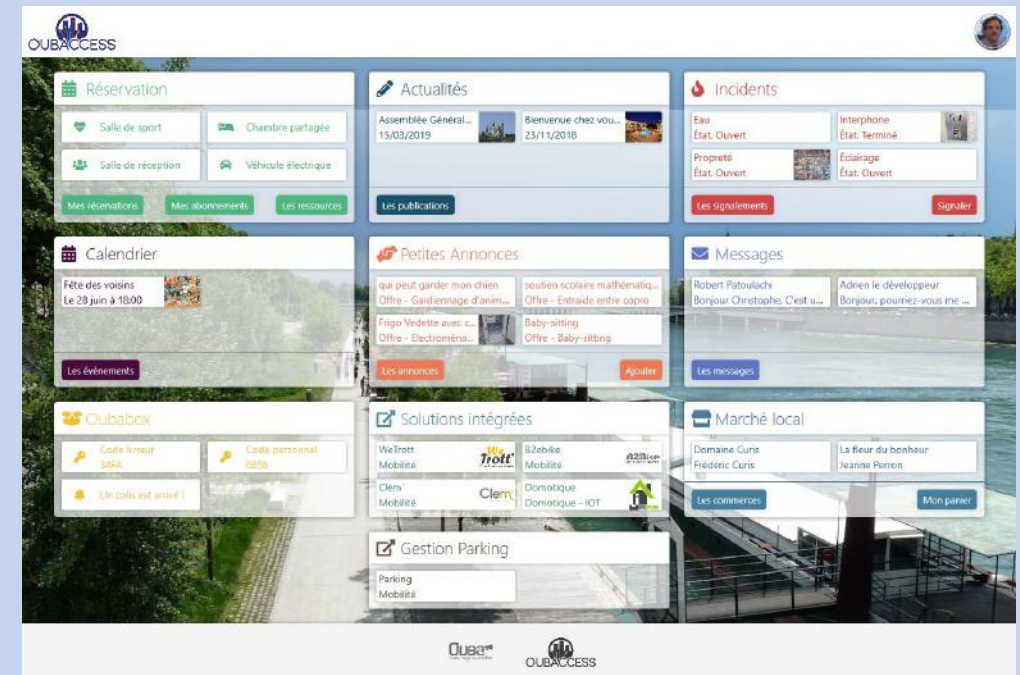 OUBACCESS
Réservation
Salle de sport
Chambre partagée
Salle de réception
Véhicule électrique
Mes réservations
Mes abonnements
Les ressources
Actualités
Assemblée Général...
15/03/2019
Bienvenue chez vou...
23/11/2018
Les publications
Incidents
Eau
État. Ouvert
Interphone
État. Terminé
Propreté
État. Ouvert
Éclairage
État. Ouvert
Les signalements
Signaler
Calendrier
Fête des voisins
Le 28 juin à 18:00
Les évènements
Petites Annonces
qui peut garder mon chien
Offre - Gardiennage d'anim...
soutien scolaire mathématiq...
Offre - Entraide entre copro
Frigo Vedette avec c...
Offre - Electroména...
Baby-sitting
Offre - Baby-sitting
Les annonces
Ajouter
Messages
Robert Patoulachi
Bonjour Christophe, C'est u...
Adrien le développeur
Bonjour, pourriez-vous me ...
Les messages
Oubabox
Code livreur
Code personnal
Un colis est arrivé !
Solutions intégrées
WeTrott
Mobilité
We Trott'
B2ebike
Mobilité
Clem'
Mobilité
Clem'
Domotique
Domotique - IOT
Marché local
Domaine Curis
Frédéric Curis
La fleur du bonheur
Jeanne Perron
Les commerces
Mon panier
Gestion Parking
Parking
Mobilité
OUBA
OUBACCESS